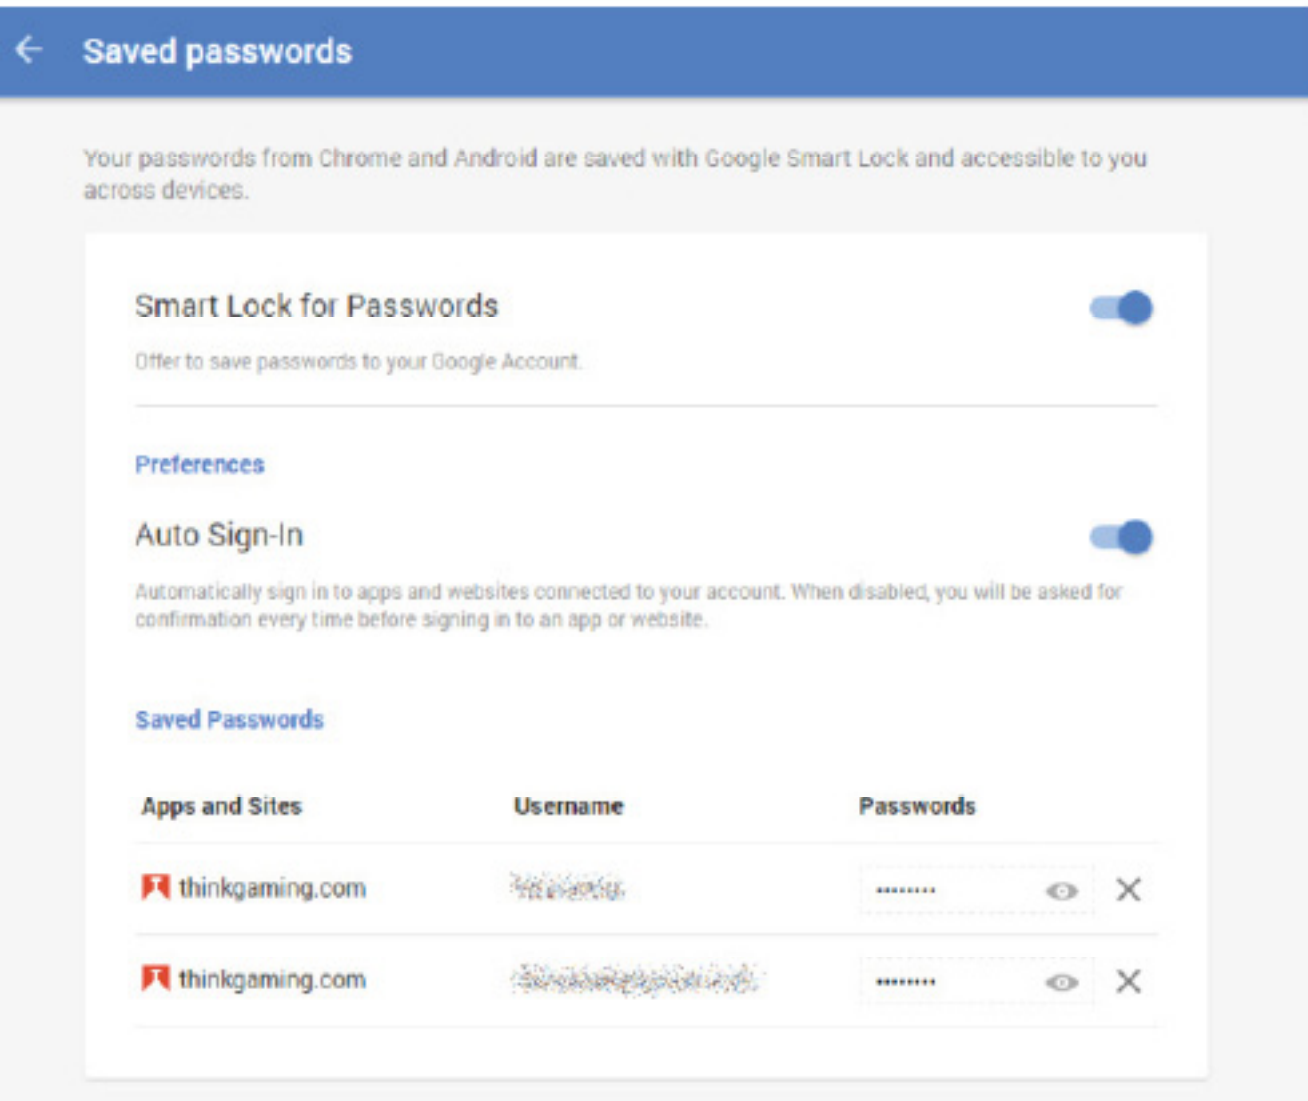 Saved passwords
Your passwords from Chrome and Android are saved with Google Smart Lock and accessible to you
across devices.
Smart Lock for Passwords
Offer to save passwords to your Google Account.
Preferences
Auto Sign-In
Automatically sign in to apps and websites connected to your account. When disabled, you will be asked for
confirmation every time before signing in to an app or website.
Saved Passwords
Apps and Sites Username Passwords
thinkgaming.com ••••••••
thinkgaming.com ••••••••